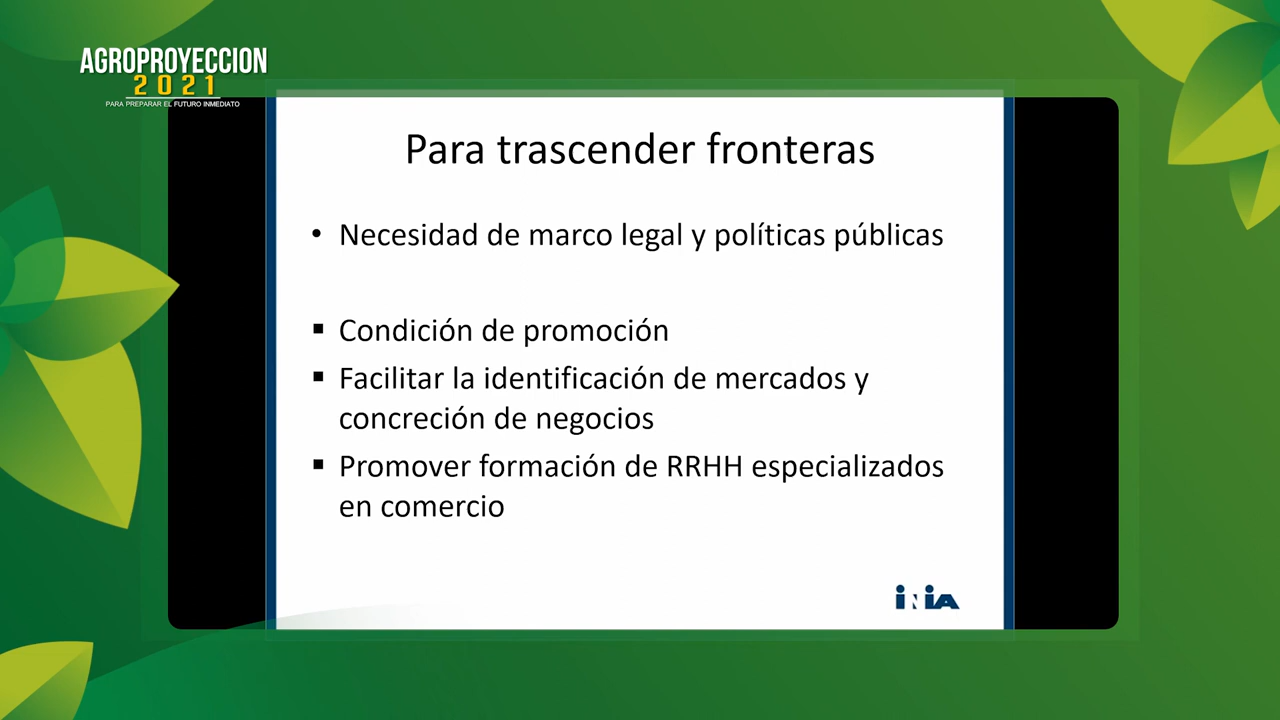 AGROPROYECCION
2021
PARA PREPARAR EL FUTURO INMEDIATO
Para trascender fronteras
• Necesidad de marco legal y políticas públicas
▪ Condición de promoción
▪ Facilitar la identificación de mercados y
concreción de negocios
▪ Promover formación de RRHH especializados
en comercio
iNiA